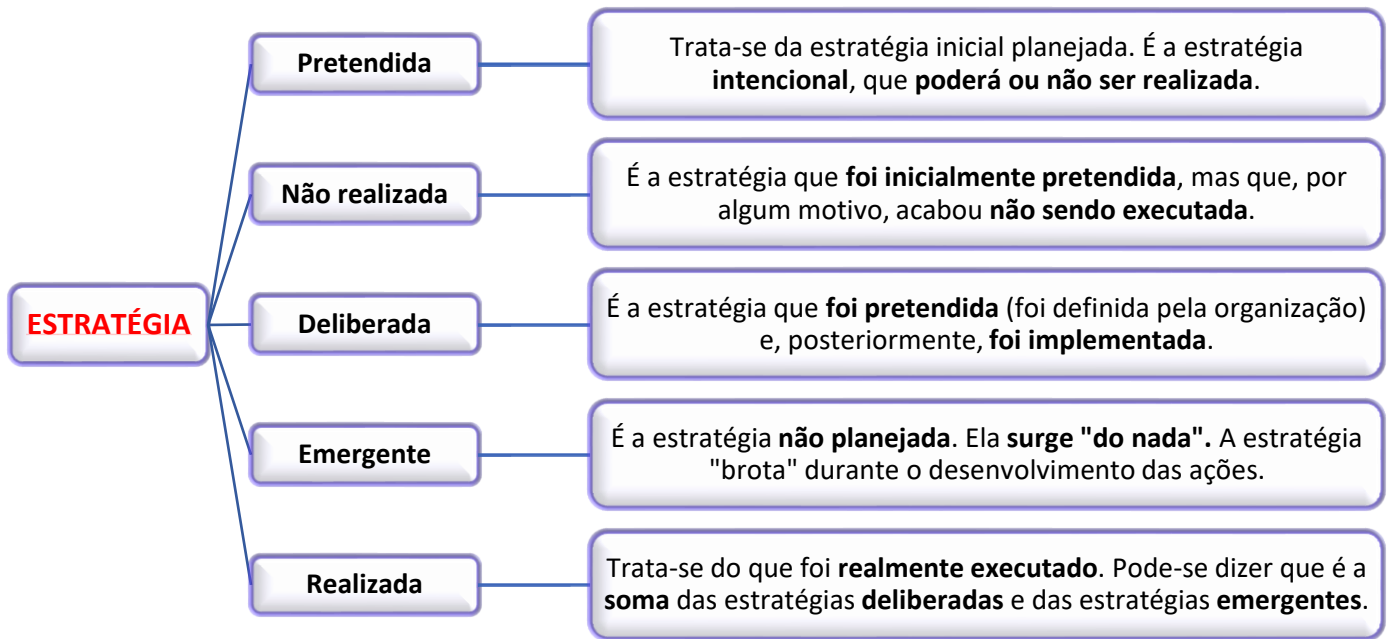 Pretendida
Trata-se da estratégia inicial planejada. É a estratégia
intencional, que poderá ou não ser realizada.
Não realizada
É a estratégia que foi inicialmente pretendida, mas que, por
algum motivo, acabou não sendo executada.
ESTRATÉGIA
Deliberada
É a estratégia que foi pretendida (foi definida pela organização)
e, posteriormente, foi implementada.
Emergente
É a estratégia não planejada. Ela surge "do nada". A estratégia
"brota" durante o desenvolvimento das ações.
Realizada
Trata-se do que foi realmente executado. Pode-se dizer que é a
soma das estratégias deliberadas e das estratégias emergentes.